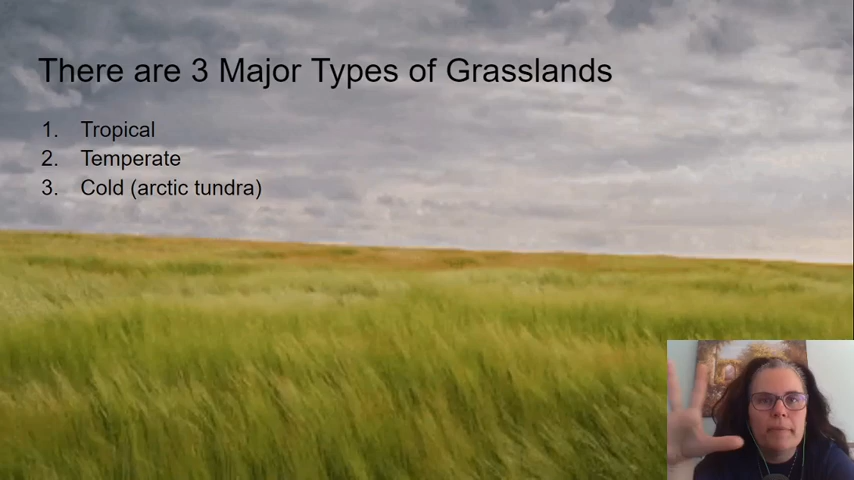 There are 3 Major Types of Grasslands
1. Tropical
2. Temperate
3. Cold (arctic tundra)